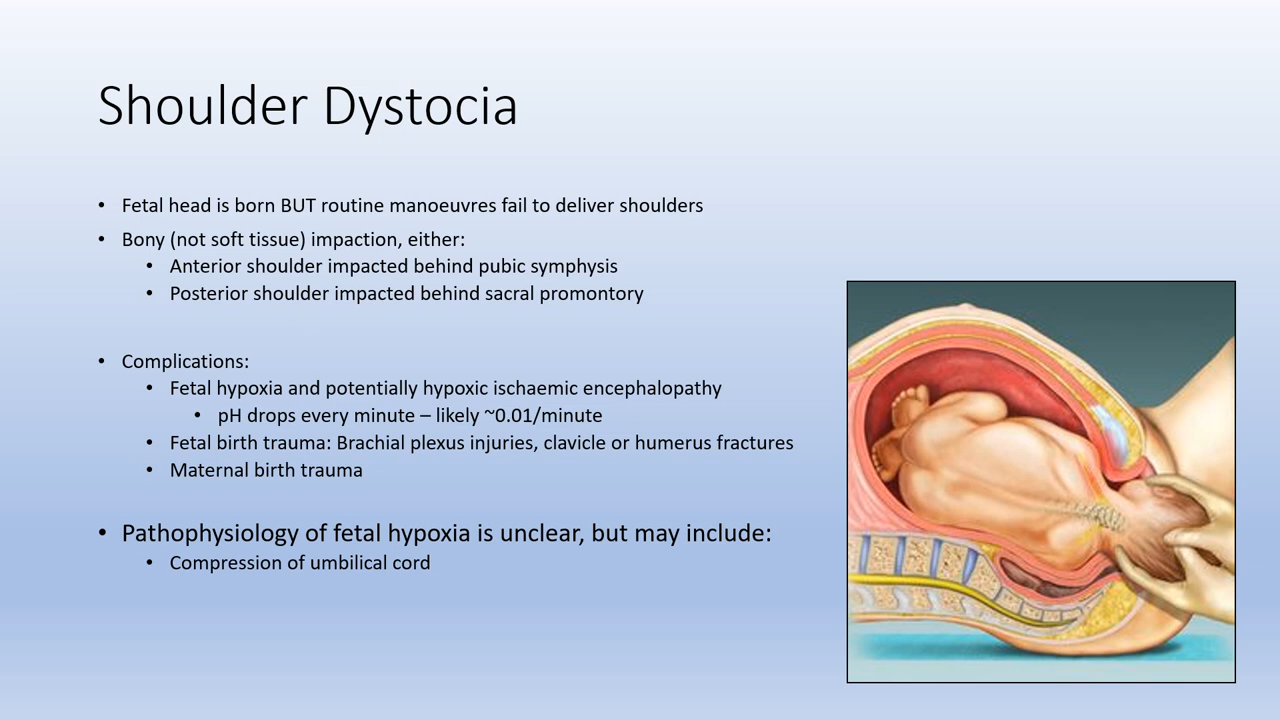 Shoulder Dystocia
• Fetal head is born BUT routine manoeuvres fail to deliver shoulders
• Bony (not soft tissue) impaction, either:
• Anterior shoulder impacted behind pubic symphysis
• Posterior shoulder impacted behind sacral promontory
• Complications:
• Fetal hypoxia and potentially hypoxic ischaemic encephalopathy
• pH drops every minute – likely ~0.01/minute
• Fetal birth trauma: Brachial plexus injuries, clavicle or humerus fractures
• Maternal birth trauma
• Pathophysiology of fetal hypoxia is unclear, but may include:
• Compression of umbilical cord